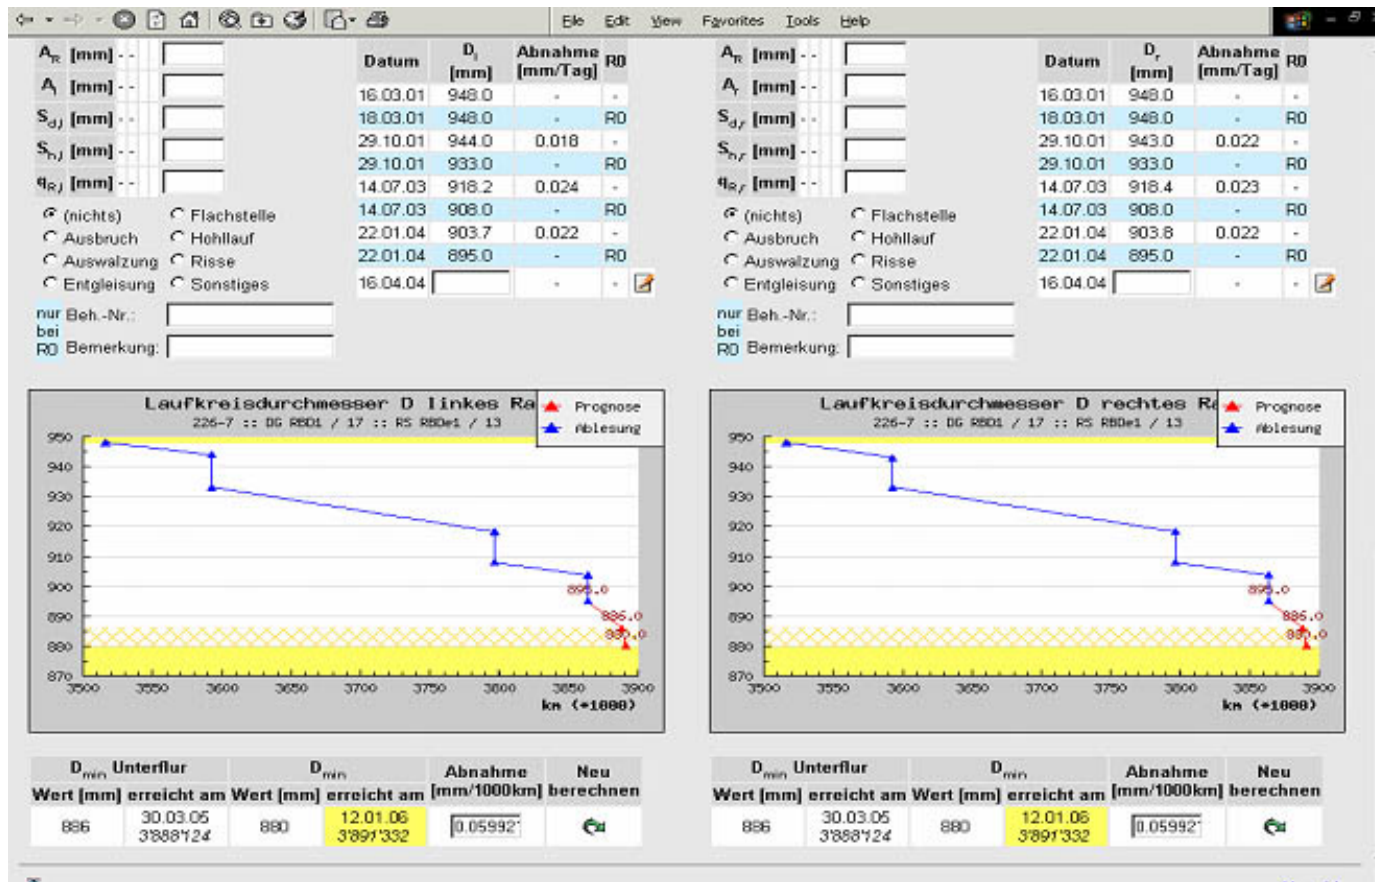 File Edit View Favorites Tools Help
A_R [mm] - -
A_l [mm] - -
S_d,l [mm] - -
S_h,l [mm] - -
q_R,l [mm] - -
(nichts) Flachstelle
Ausbruch Hohllauf
Auswalzung Risse
Entgleisung Sonstiges
nur bei R0
Beh.-Nr.:
Bemerkung:
Datum D_l [mm] Abnahme [mm/Tag] R0
16.03.01 948.0 - -
18.03.01 948.0 - R0
29.10.01 944.0 0.018 -
29.10.01 933.0 - R0
14.07.03 918.2 0.024 -
14.07.03 908.0 - R0
22.01.04 903.7 0.022 -
22.01.04 895.0 - R0
16.04.04 - -
A_R [mm] - -
A_r [mm] - -
S_d,r [mm] - -
S_h,r [mm] - -
q_R,r [mm] - -
(nichts) Flachstelle
Ausbruch Hohllauf
Auswalzung Risse
Entgleisung Sonstiges
nur bei R0
Beh.-Nr.:
Bemerkung:
Datum D_r [mm] Abnahme [mm/Tag] R0
16.03.01 948.0 - -
18.03.01 948.0 - R0
29.10.01 943.0 0.022 -
29.10.01 933.0 - R0
14.07.03 918.4 0.023 -
14.07.03 908.0 - R0
22.01.04 903.8 0.022 -
22.01.04 895.0 - R0
16.04.04 - -
Laufkreisdurchmesser D linkes Ra
226-7 :: DG RBD1 / 17 :: RS RBDe1 / 13
Prognose
Ablesung
950
940
930
920
910
900
890
880
870
895.0
886.0
880.0
3500 3550 3600 3650 3700 3750 3800 3850 3900
km (*1000)
Laufkreisdurchmesser D rechtes Ra
226-7 :: DG RBD1 / 17 :: RS RBDe1 / 13
Prognose
Ablesung
950
940
930
920
910
900
890
880
870
895.0
886.0
880.0
3500 3550 3600 3650 3700 3750 3800 3850 3900
km (*1000)
D_min Unterflur D_min Abnahme [mm/1000km] Neu berechnen
Wert [mm] erreicht am Wert [mm] erreicht am
886 30.03.05 880 12.01.06 0.05992
3'888'124 3'891'332
D_min Unterflur D_min Abnahme [mm/1000km] Neu berechnen
Wert [mm] erreicht am Wert [mm] erreicht am
886 30.03.05 880 12.01.06 0.05992
3'888'124 3'891'332